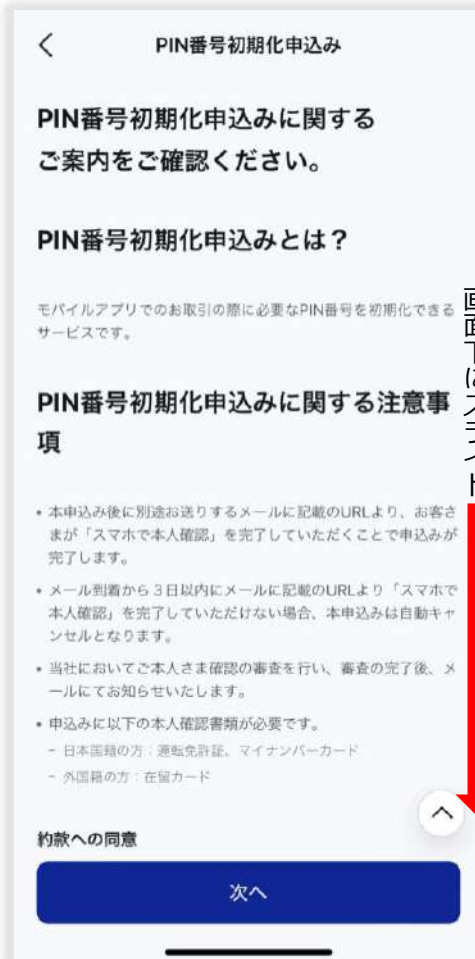 PIN番号初期化申込み
PIN番号初期化申込みに関する
ご案内をご確認ください。
PIN番号初期化申込みとは？
モバイルアプリでのお取引の際に必要なPIN番号を初期化できる
サービスです。
PIN番号初期化申込みに関する注意事
項
• 本申込み後に別途お送りするメールに記載のURLより、お客さ
まが「スマホで本人確認」を完了していただくことで申込みが
完了します。
• メール到着から３日以内にメールに記載のURLより「スマホで
本人確認」を完了していただけない場合、本申込みは自動キャ
ンセルとなります。
• 当社においてご本人さま確認の審査を行い、審査の完了後、メ
ールにてお知らせいたします。
• 申込みに以下の本人確認書類が必要です。
− 日本国籍の方：運転免許証、マイナンバーカード
− 外国籍の方：在留カード
約款への同意
次へ
画面下にスライド